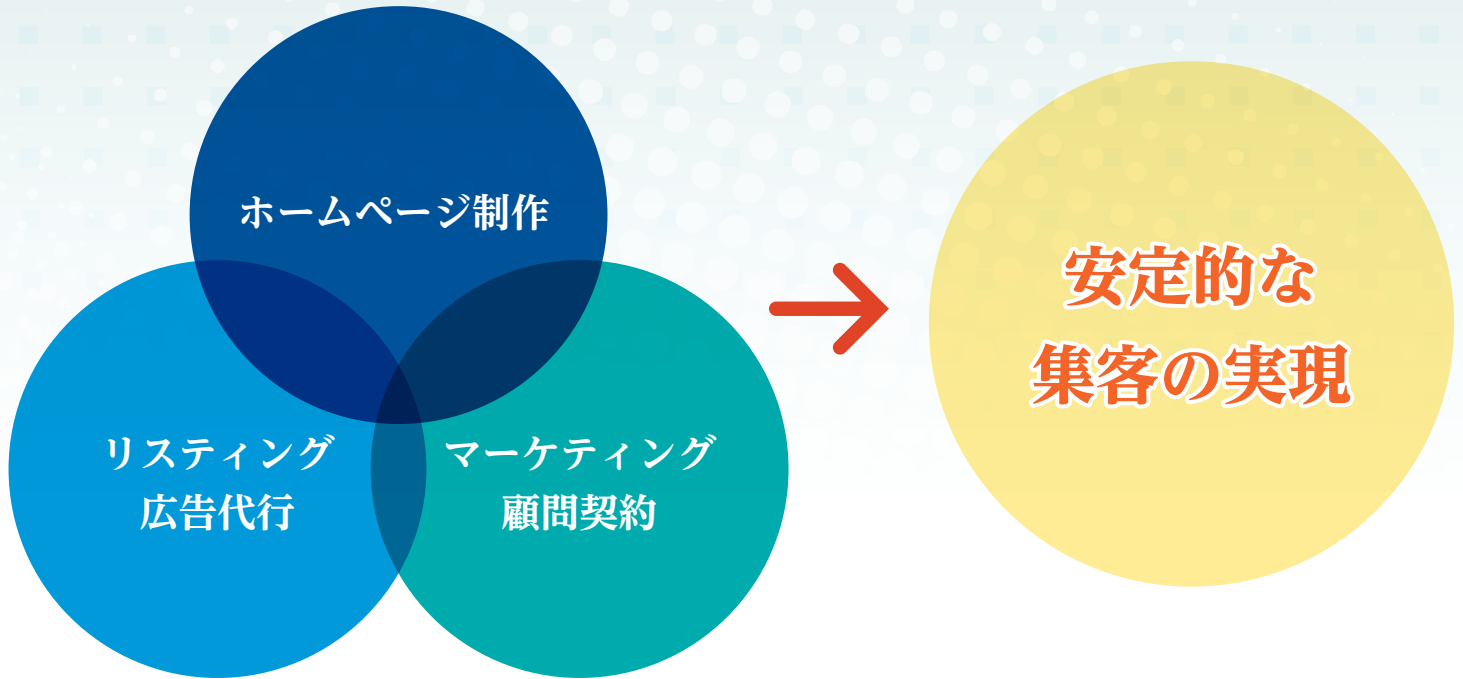 ホームページ制作
リスティング
広告代行
マーケティング
顧問契約
安定的な
集客の実現